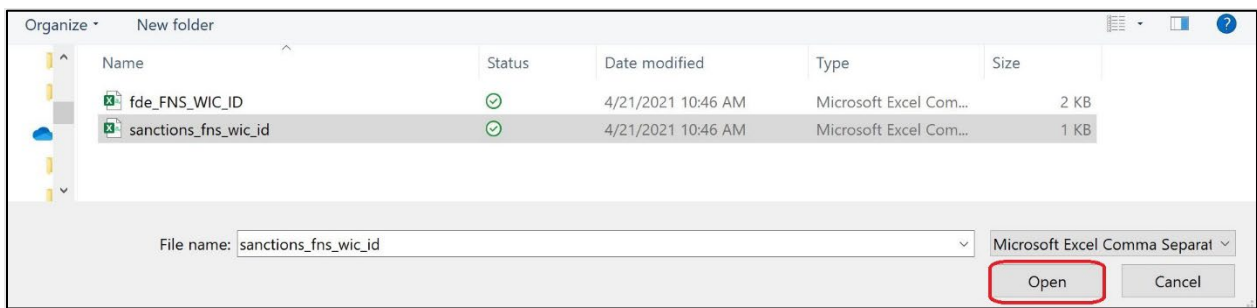 Organize New folder ?
Name Status Date modified Type Size
fde_FNS_WIC_ID 4/21/2021 10:46 AM Microsoft Excel Com... 2 KB
sanctions_fns_wic_id 4/21/2021 10:46 AM Microsoft Excel Com... 1 KB
File name: sanctions_fns_wic_id Microsoft Excel Comma Separat
Open Cancel